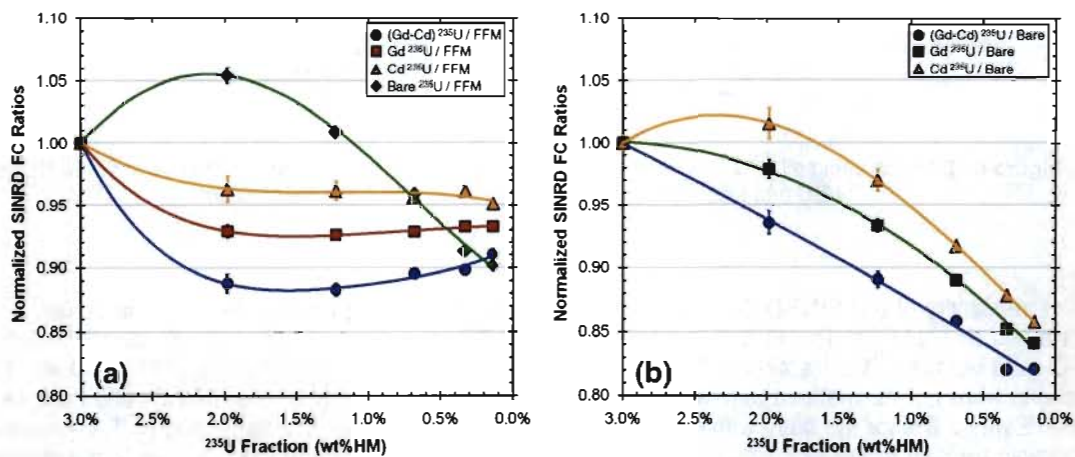 Normalized SINRD FC Ratios
1.10
1.05
1.00
0.95
0.90
0.85
0.80
(Gd-Cd) ²³⁵U / FFM
Gd ²³⁵U / FFM
Cd ²³⁵U / FFM
Bare ²³⁵U / FFM
(a)
3.0% 2.5% 2.0% 1.5% 1.0% 0.5% 0.0%
²³⁵U Fraction (wt%HM)
Normalized SINRD FC Ratios
1.10
1.05
1.00
0.95
0.90
0.85
0.80
(Gd-Cd) ²³⁵U / Bare
Gd ²³⁵U / Bare
Cd ²³⁵U / Bare
(b)
3.0% 2.5% 2.0% 1.5% 1.0% 0.5% 0.0%
²³⁵U Fraction (wt%HM)